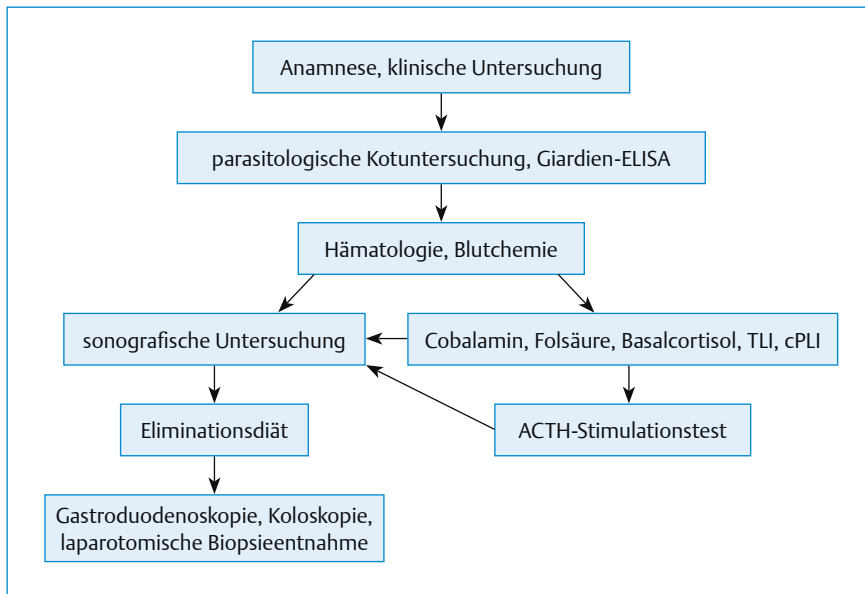 Anamnese, klinische Untersuchung
parasitologische Kotuntersuchung, Giardien-ELISA
Hämatologie, Blutchemie
sonografische Untersuchung
Cobalamin, Folsäure, Basalcortisol, TLI, cPLI
Eliminationsdiät
ACTH-Stimulationstest
Gastroduodenoskopie, Koloskopie,
laparotomische Biopsieentnahme